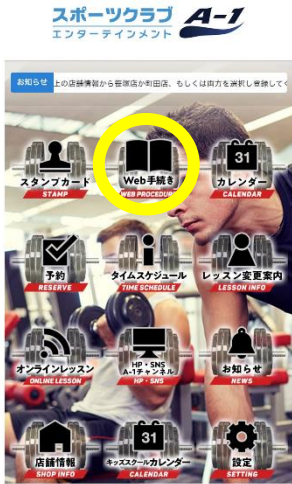 スポーツクラブ A-1
エンターテインメント
お知らせ 上の店舗情報から笹塚店か町田店、もしくは両方を選択し登録してく
スタンプカード
STAMP
Web手続き
WEB PROCEDURE
31
カレンダー
CALENDAR
予約
RESERVE
タイムスケジュール
TIME SCHEDULE
レッスン変更案内
LESSON INFO
オンラインレッスン
ONLINE LESSON
HP・SNS
A-1チャンネル
HP・SNS
お知らせ
NEWS
店舗情報
SHOP INFO
31
キッズスクールカレンダー
CALENDAR
設定
SETTING